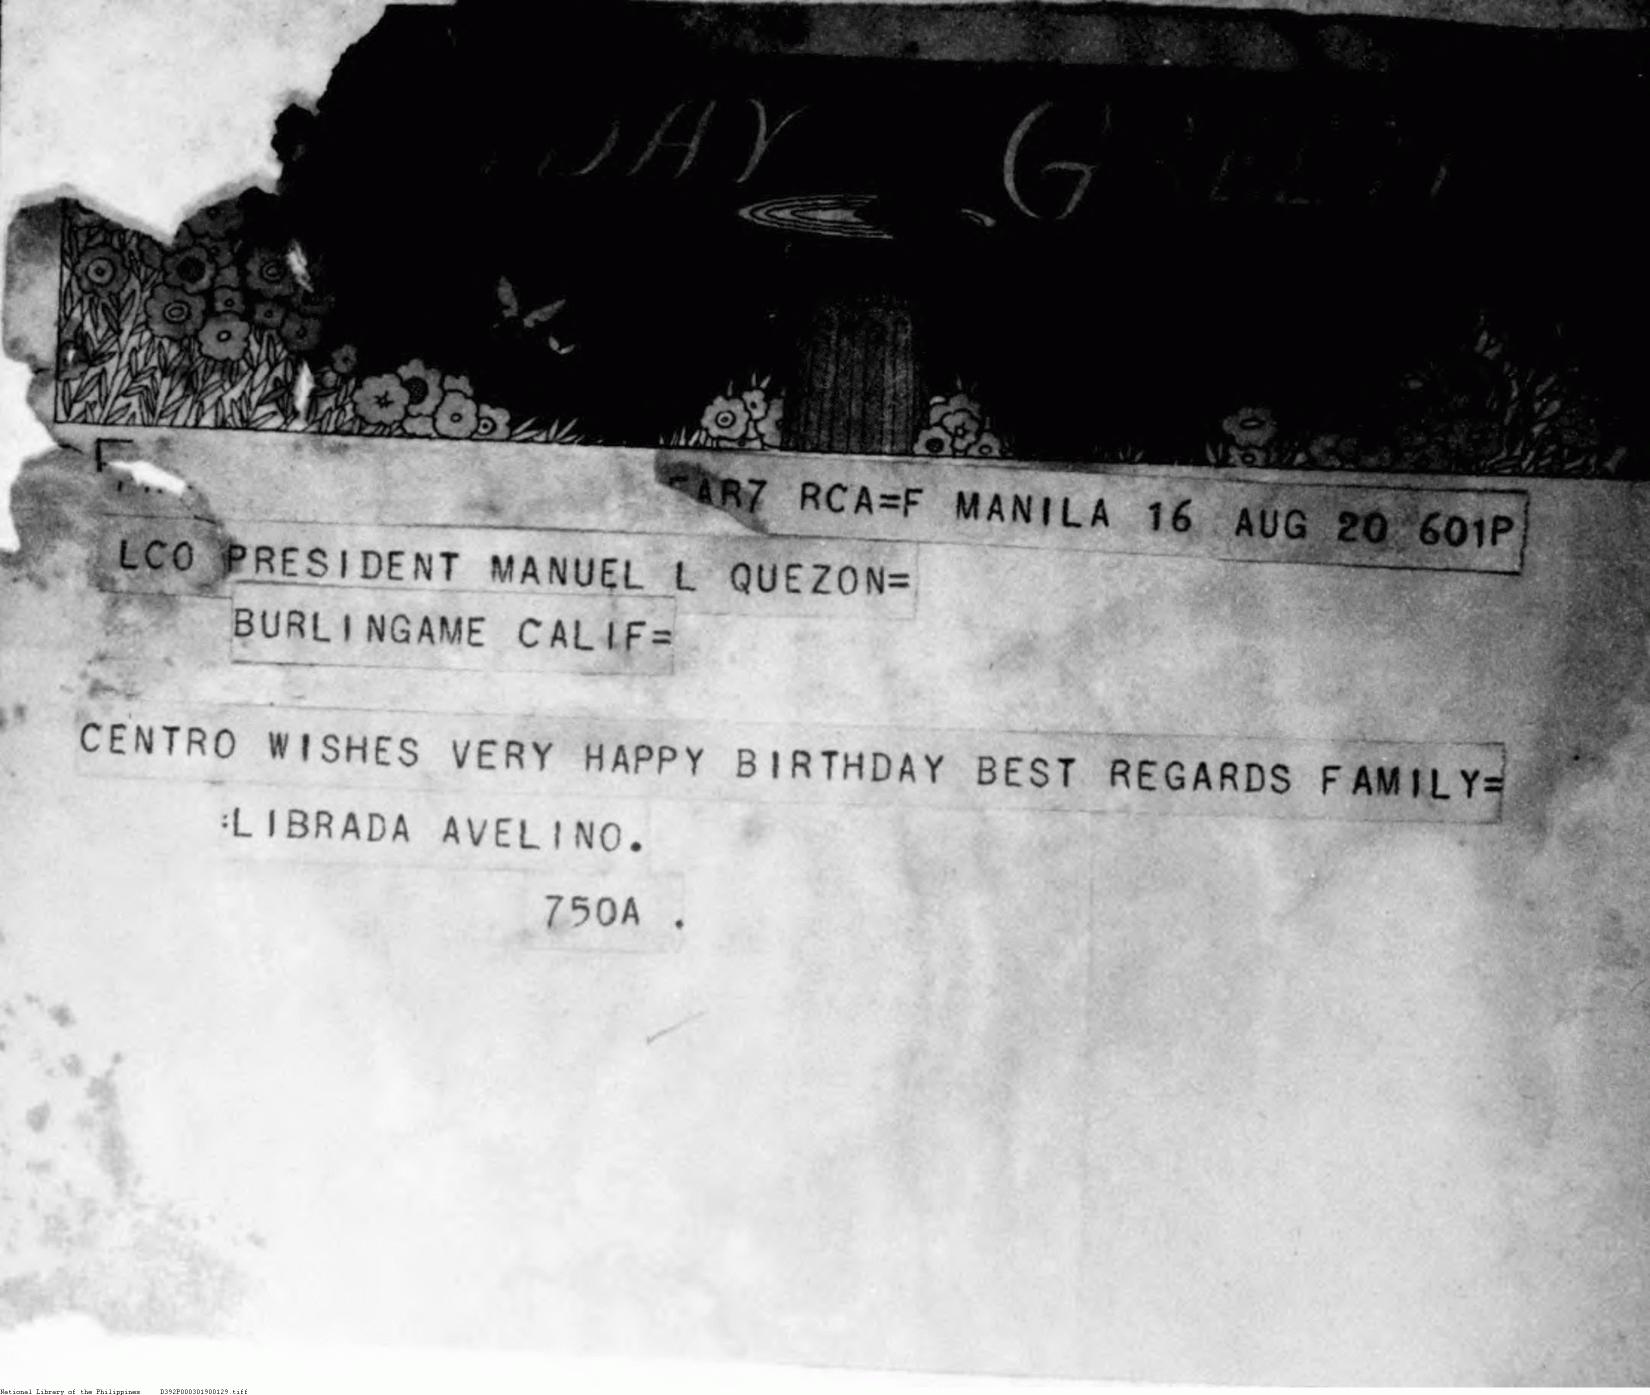 DAY G
AR7 RCA=F MANILA 16 AUG 20 601P
LCO PRESIDENT MANUEL L QUEZON=
BURLINGAME CALIF=
CENTRO WISHES VERY HAPPY BIRTHDAY BEST REGARDS FAMILY=
:LIBRADA AVELINO.
750A .
National Library of the Philippines D392P000301900129.tiff